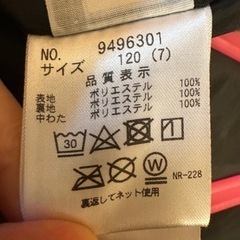 NO. 9496301
サイズ 120 (7)
品質表示
表地 ポリエステル 100%
裏地 ポリエステル 100%
中わた ポリエステル 100%
30
W
NR-228
裏返してネット使用